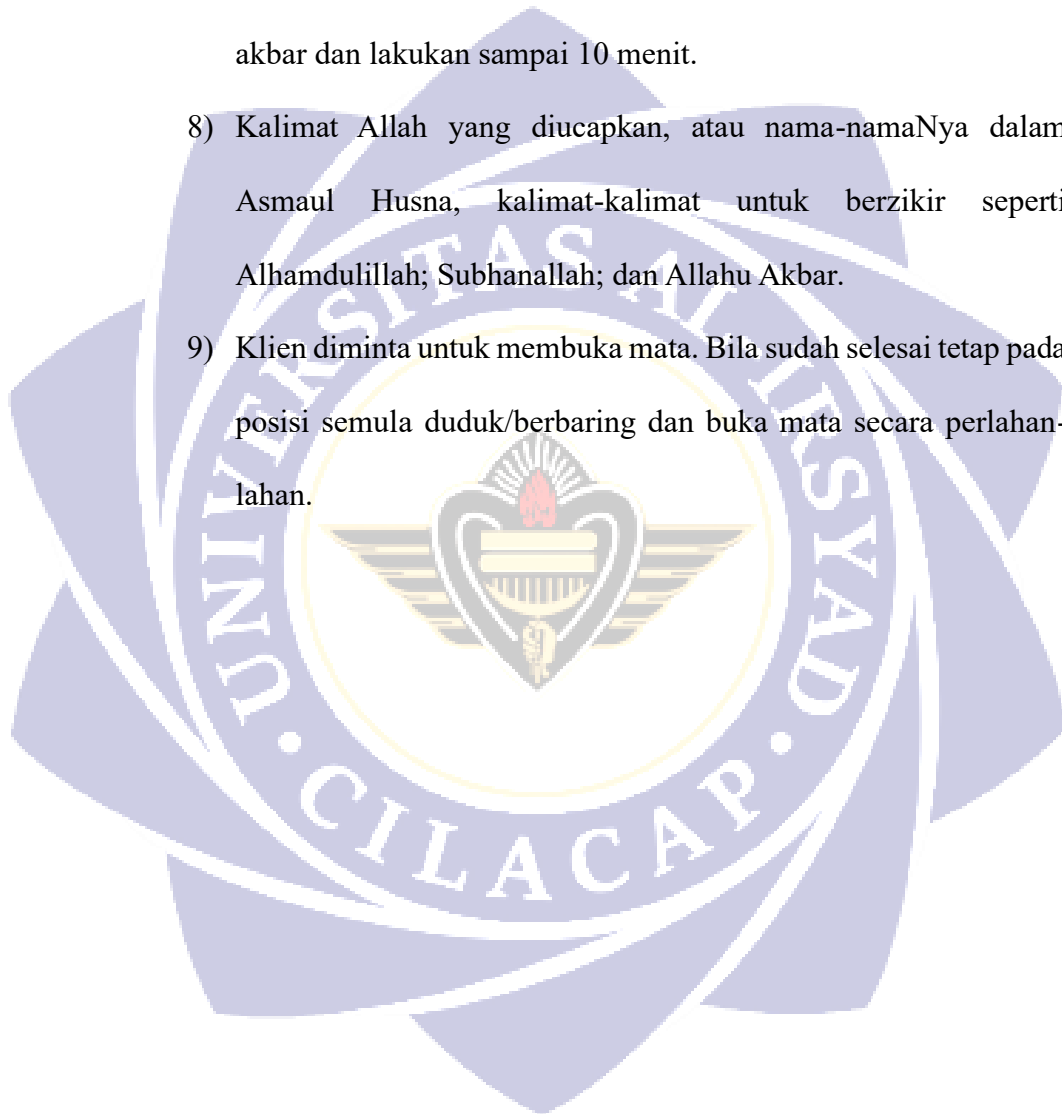 akbar dan lakukan sampai 10 menit.
8) Kalimat Allah yang diucapkan, atau nama-namaNya dalam
Asmaul Husna, kalimat-kalimat untuk berzikir seperti
Alhamdulillah; Subhanallah; dan Allahu Akbar.
9) Klien diminta untuk membuka mata. Bila sudah selesai tetap pada
posisi semula duduk/berbaring dan buka mata secara perlahan-
lahan.
UNIVERSITAS AL IRSYAD
CILACAP